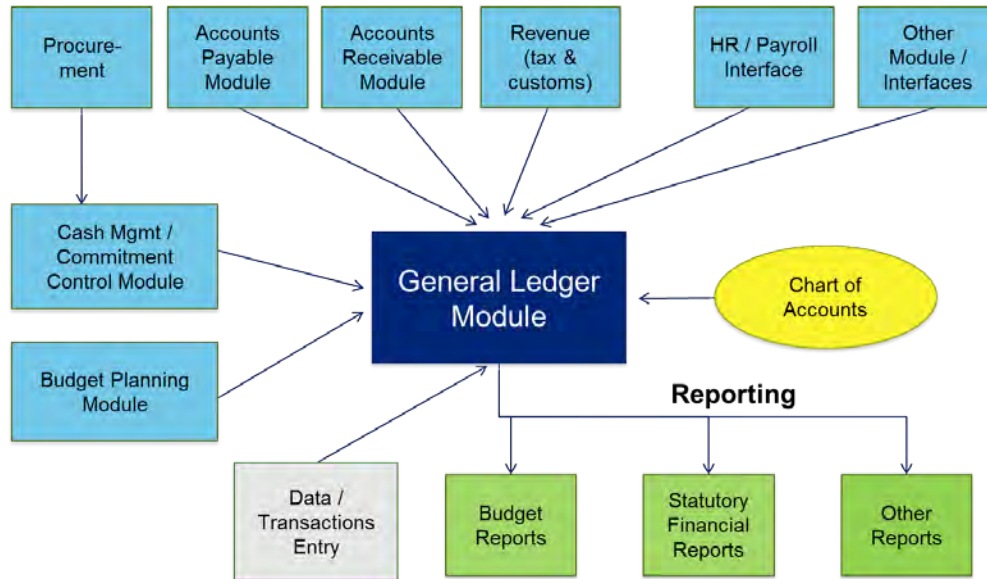 Procure-
ment
Accounts
Payable
Module
Accounts
Receivable
Module
Revenue
(tax &
customs)
HR / Payroll
Interface
Other
Module /
Interfaces
Cash Mgmt /
Commitment
Control Module
General Ledger
Module
Chart of
Accounts
Budget Planning
Module
Reporting
Data /
Transactions
Entry
Budget
Reports
Statutory
Financial
Reports
Other
Reports